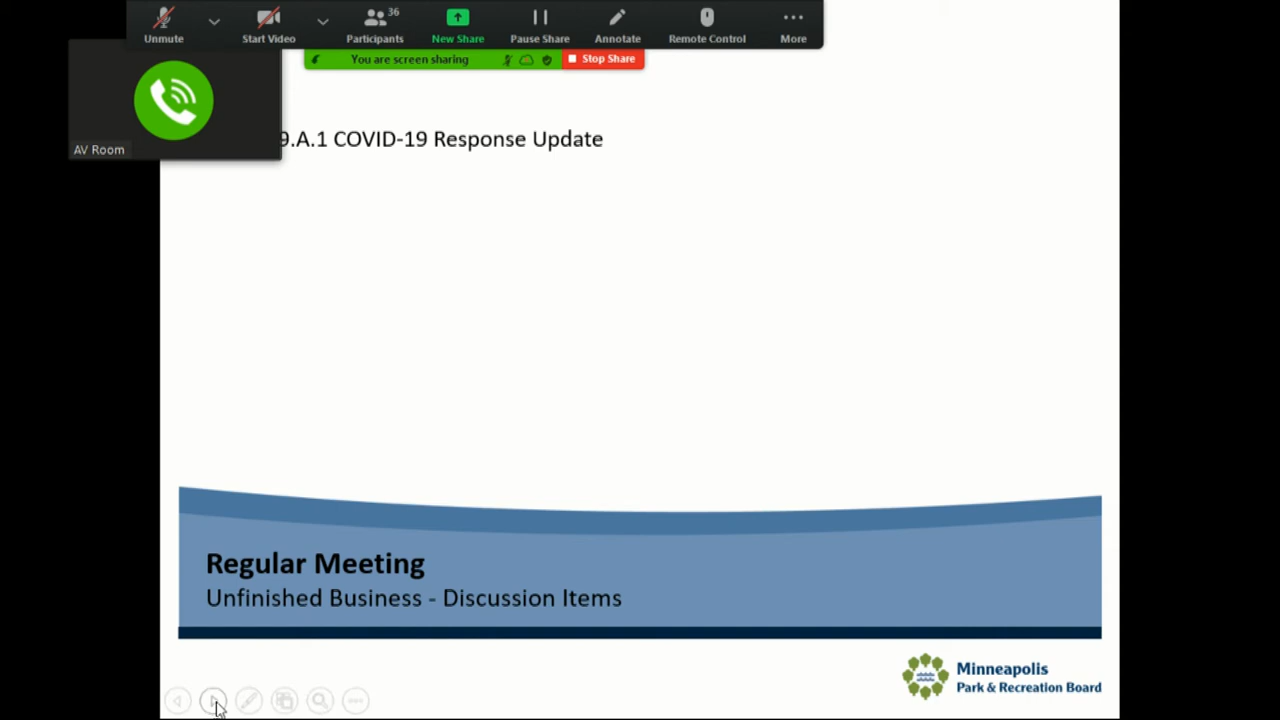 36
Unmute Start Video Participants New Share Pause Share Annotate Remote Control More
You are screen sharing Stop Share
AV Room
9.A.1 COVID-19 Response Update
Regular Meeting
Unfinished Business - Discussion Items
Minneapolis
Park & Recreation Board